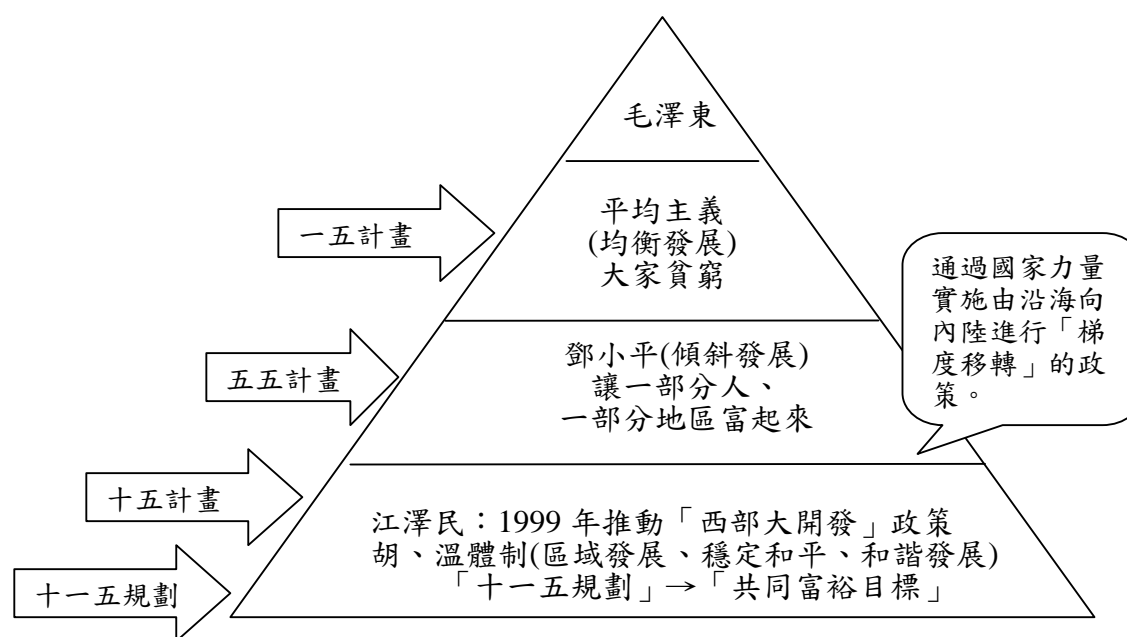 毛澤東
一五計畫
平均主義
(均衡發展)
大家貧窮
通過國家力量
實施由沿海向
內陸進行「梯
度移轉」的政
策。
五五計畫
鄧小平(傾斜發展)
讓一部分人、
一部分地區富起來
十五計畫
江澤民：1999 年推動「西部大開發」政策
胡、溫體制(區域發展、穩定和平、和諧發展)
「十一五規劃」→「共同富裕目標」
十一五規劃